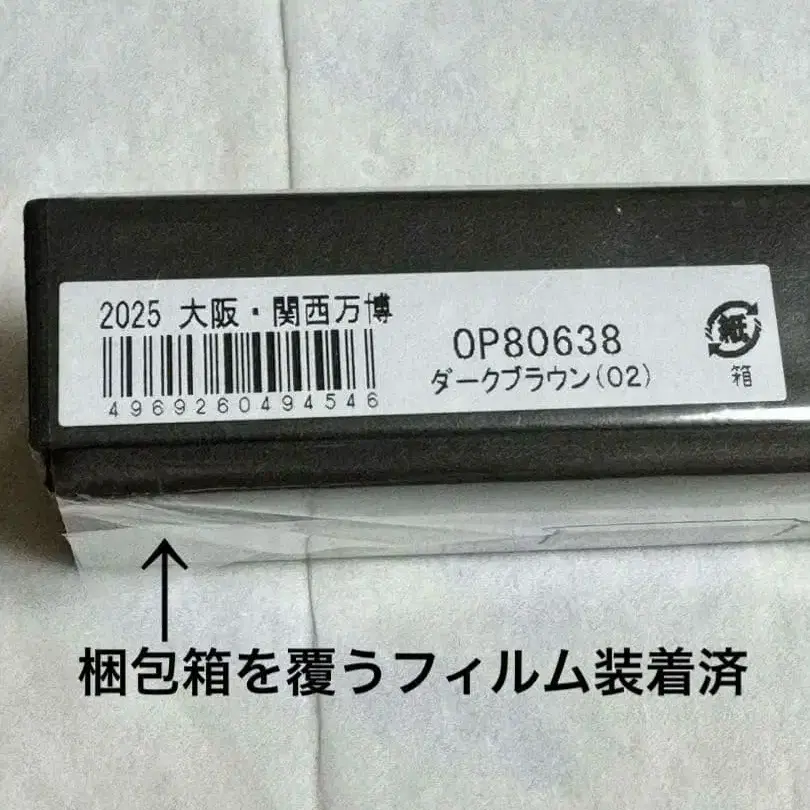 2025 大阪・関西万博
4969260494546
OP80638
ダークブラウン(02)
紙
箱
梱包箱を覆うフィルム装着済